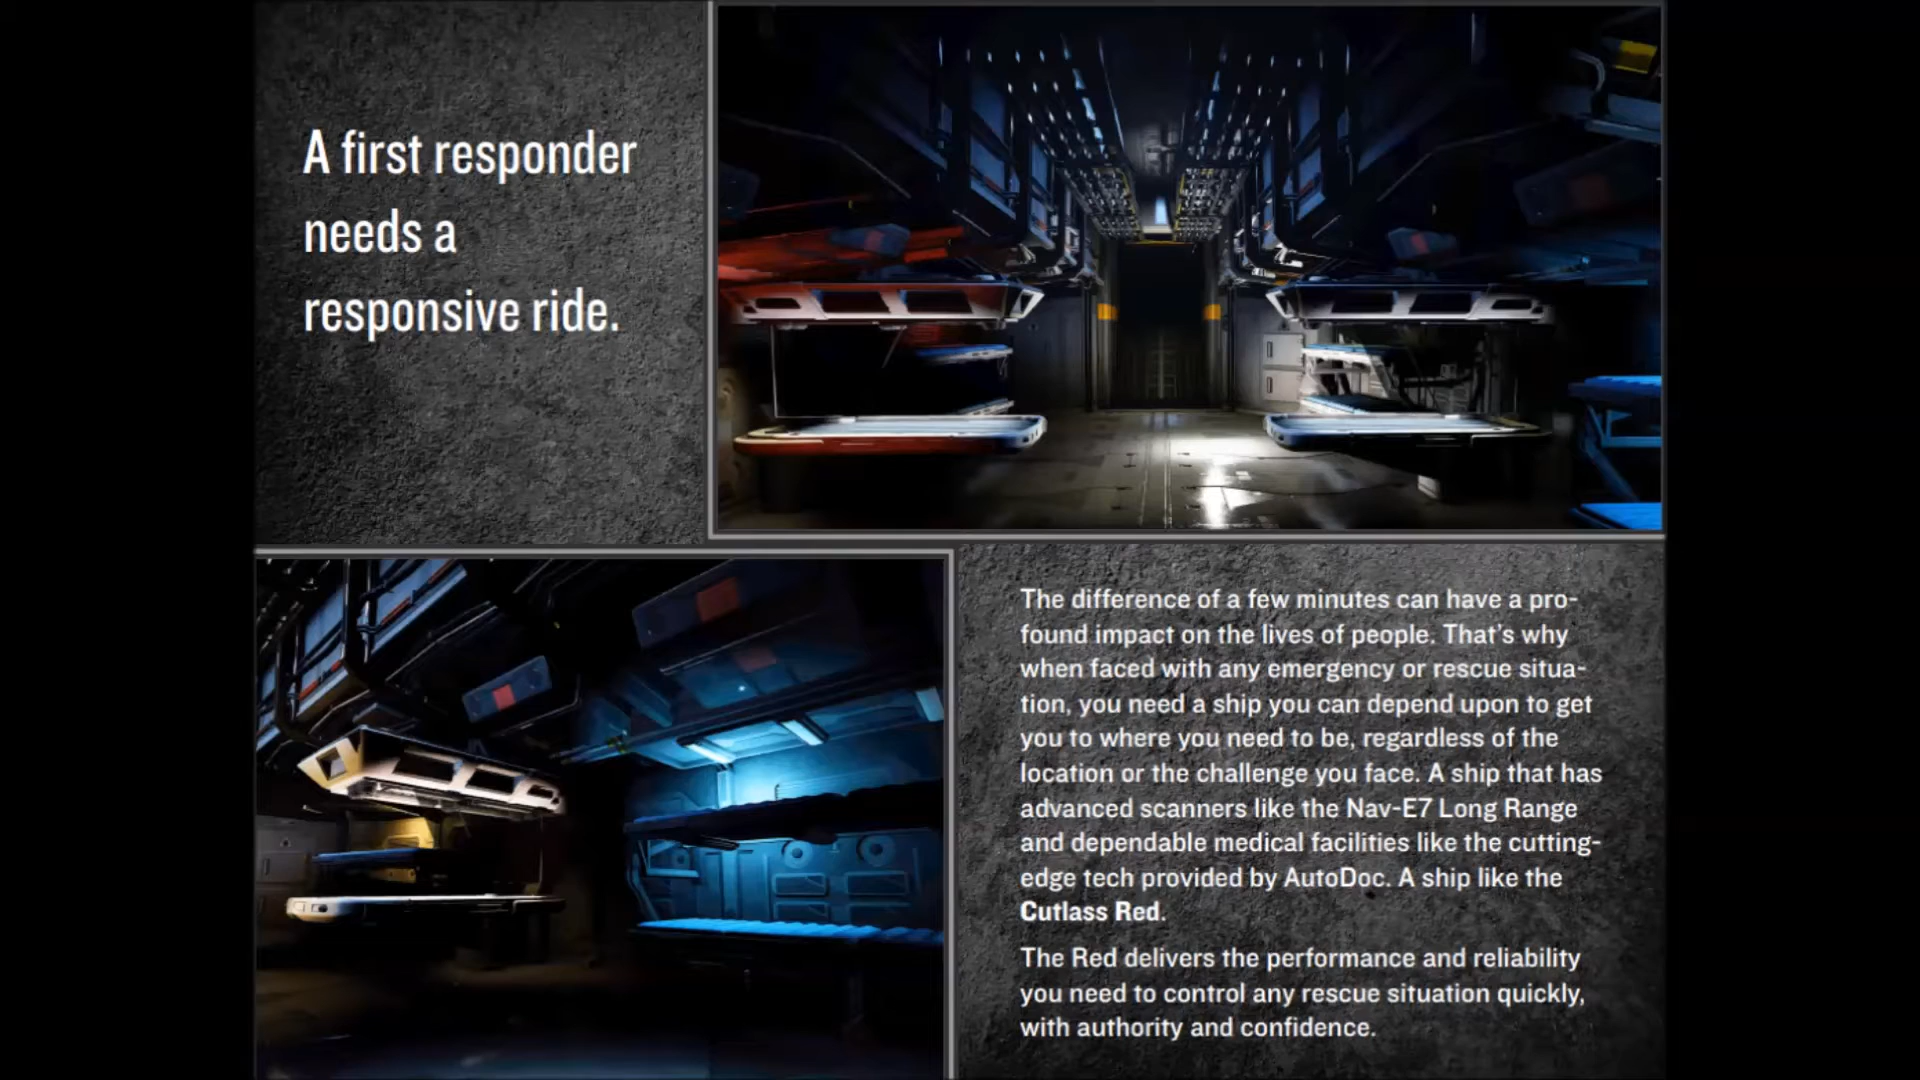 A first responder
needs a
responsive ride.
The difference of a few minutes can have a pro-
found impact on the lives of people. That's why
when faced with any emergency or rescue situa-
tion, you need a ship you can depend upon to get
you to where you need to be, regardless of the
location or the challenge you face. A ship that has
advanced scanners like the Nav-E7 Long Range
and dependable medical facilities like the cutting-
edge tech provided by AutoDoc. A ship like the
Cutlass Red.
The Red delivers the performance and reliability
you need to control any rescue situation quickly,
with authority and confidence.